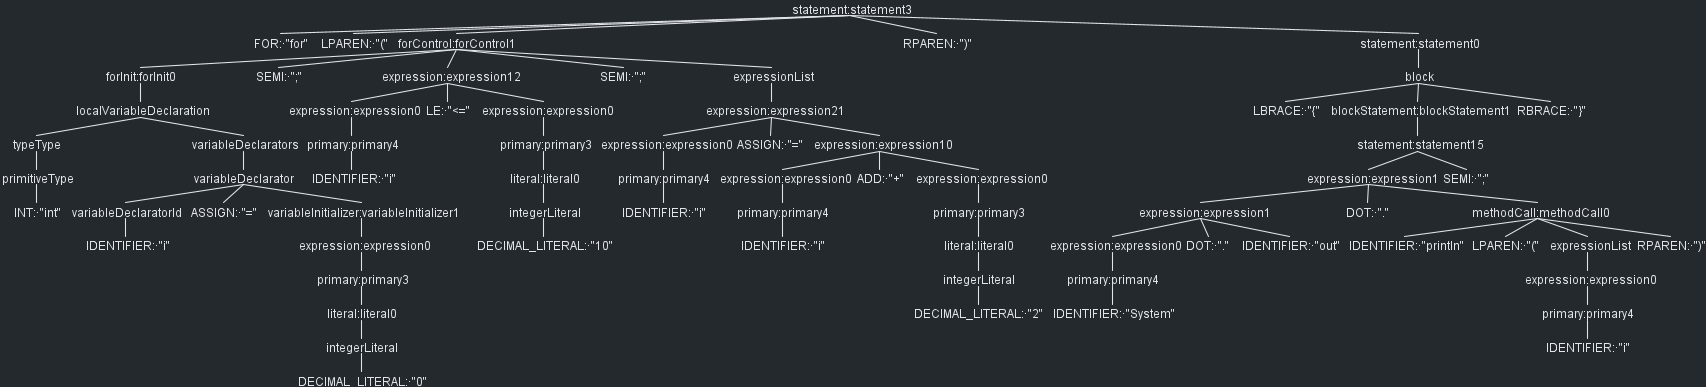 statement:statement3
FOR:·"for" LPAREN:·"(" forControl:forControl1 RPAREN:·")" statement:statement0
forInit:forInit0 SEMI:·";" expression:expression12 SEMI:·";" expressionList block
localVariableDeclaration expression:expression0 LE:·"<=" expression:expression0 expression:expression21 LBRACE:·"{" blockStatement:blockStatement1 RBRACE:·"}"
typeType variableDeclarators primary:primary4 primary:primary3 expression:expression0 ASSIGN:·"=" expression:expression10 statement:statement15
primitiveType variableDeclarator IDENTIFIER:·"i" literal:literal0 primary:primary4 expression:expression0 ADD:·"+" expression:expression0 expression:expression1 SEMI:·";"
INT:·"int" variableDeclaratorId ASSIGN:·"=" variableInitializer:variableInitializer1 integerLiteral IDENTIFIER:·"i" primary:primary4 primary:primary3 expression:expression1 DOT:·"." methodCall:methodCall0
IDENTIFIER:·"i" expression:expression0 DECIMAL_LITERAL:·"10" IDENTIFIER:·"i" literal:literal0 expression:expression0 DOT:·"." IDENTIFIER:·"out" IDENTIFIER:·"println" LPAREN:·"(" expressionList RPAREN:·")"
primary:primary3 integerLiteral primary:primary4 expression:expression0
literal:literal0 DECIMAL_LITERAL:·"2" IDENTIFIER:·"System" primary:primary4
integerLiteral IDENTIFIER:·"i"
DECIMAL_LITERAL:·"0"